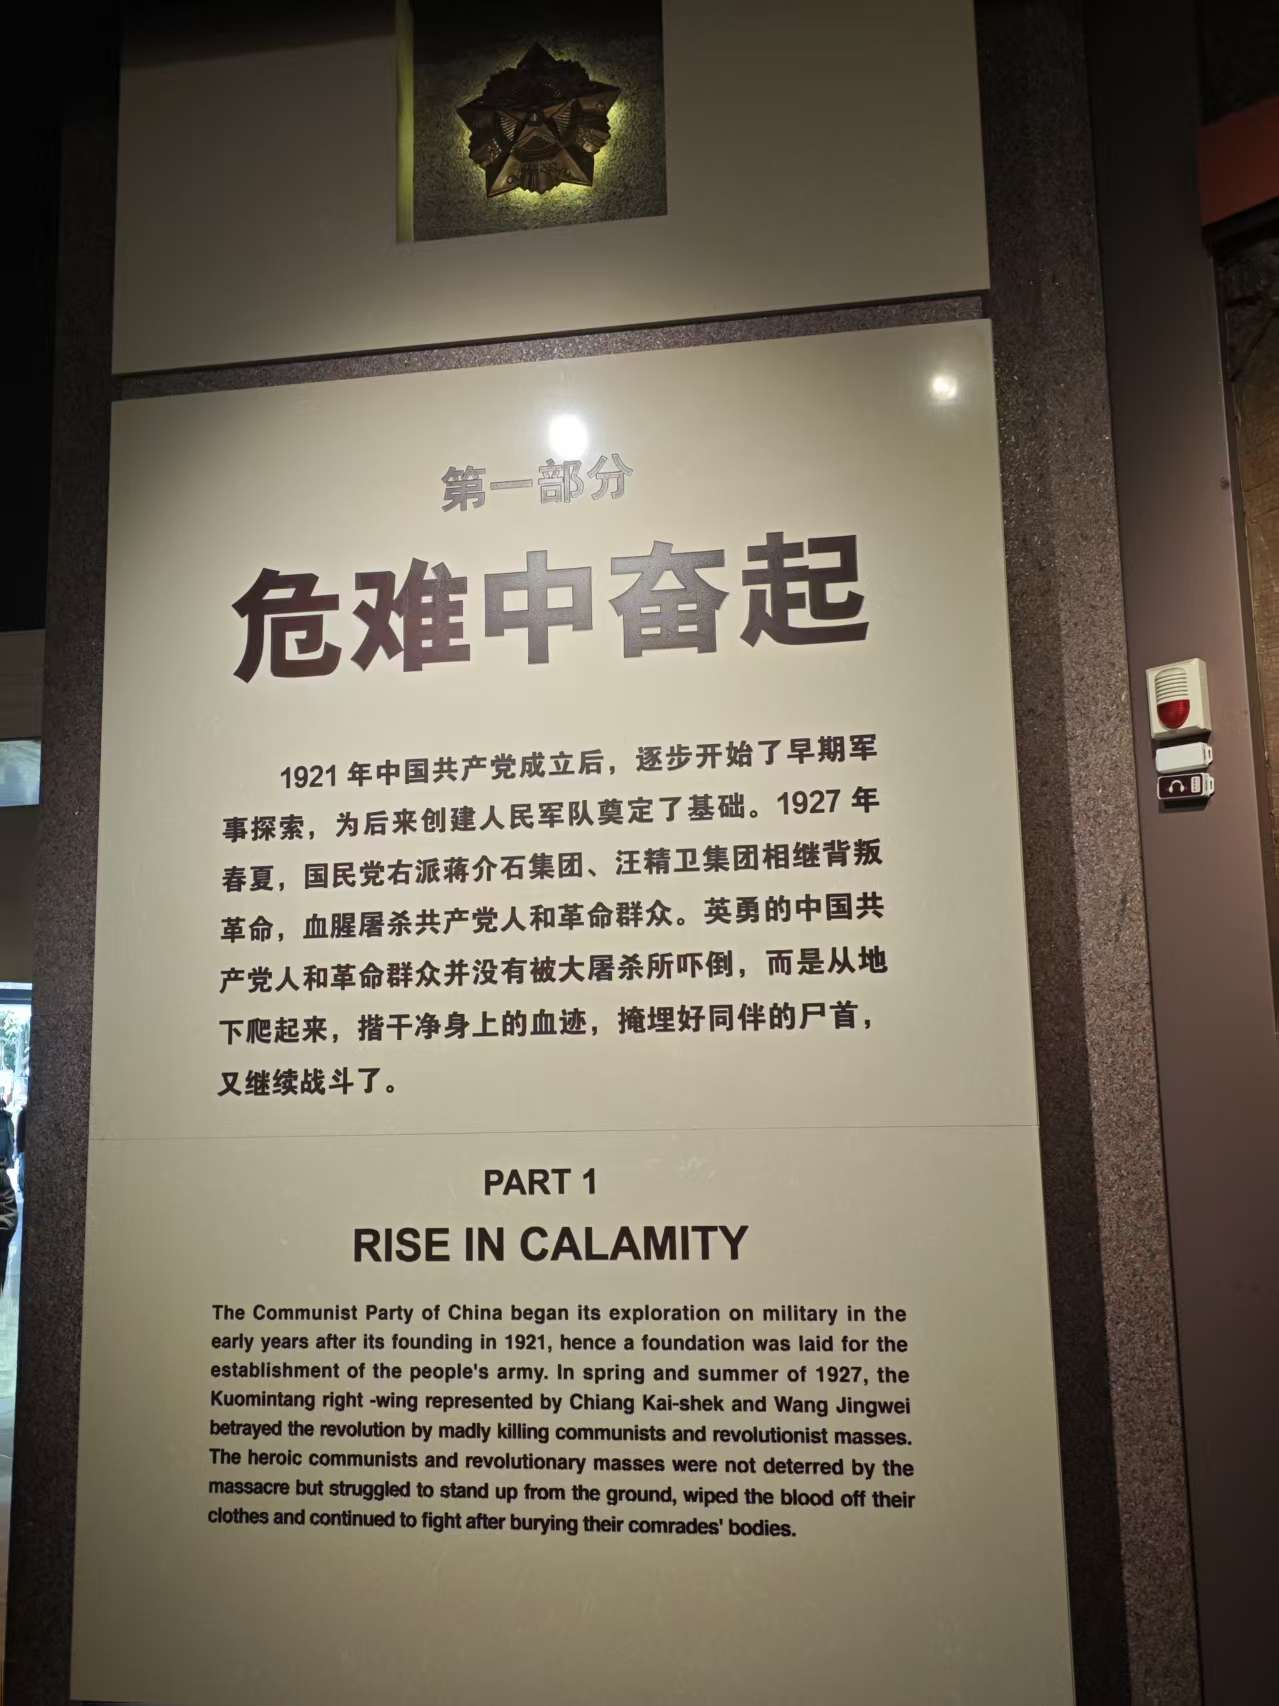 第一部分
危难中奋起
1921 年中国共产党成立后，逐步开始了早期军
事探索，为后来创建人民军队奠定了基础。1927 年
春夏，国民党右派蒋介石集团、汪精卫集团相继背叛
革命，血腥屠杀共产党人和革命群众。英勇的中国共
产党人和革命群众并没有被大屠杀所吓倒，而是从地
下爬起来，揩干净身上的血迹，掩埋好同伴的尸首，
又继续战斗了。
PART 1
RISE IN CALAMITY
The Communist Party of China began its exploration on military in the
early years after its founding in 1921, hence a foundation was laid for the
establishment of the people's army. In spring and summer of 1927, the
Kuomintang right -wing represented by Chiang Kai-shek and Wang Jingwei
betrayed the revolution by madly killing communists and revolutionist masses.
The heroic communists and revolutionary masses were not deterred by the
massacre but struggled to stand up from the ground, wiped the blood off their
clothes and continued to fight after burying their comrades' bodies.